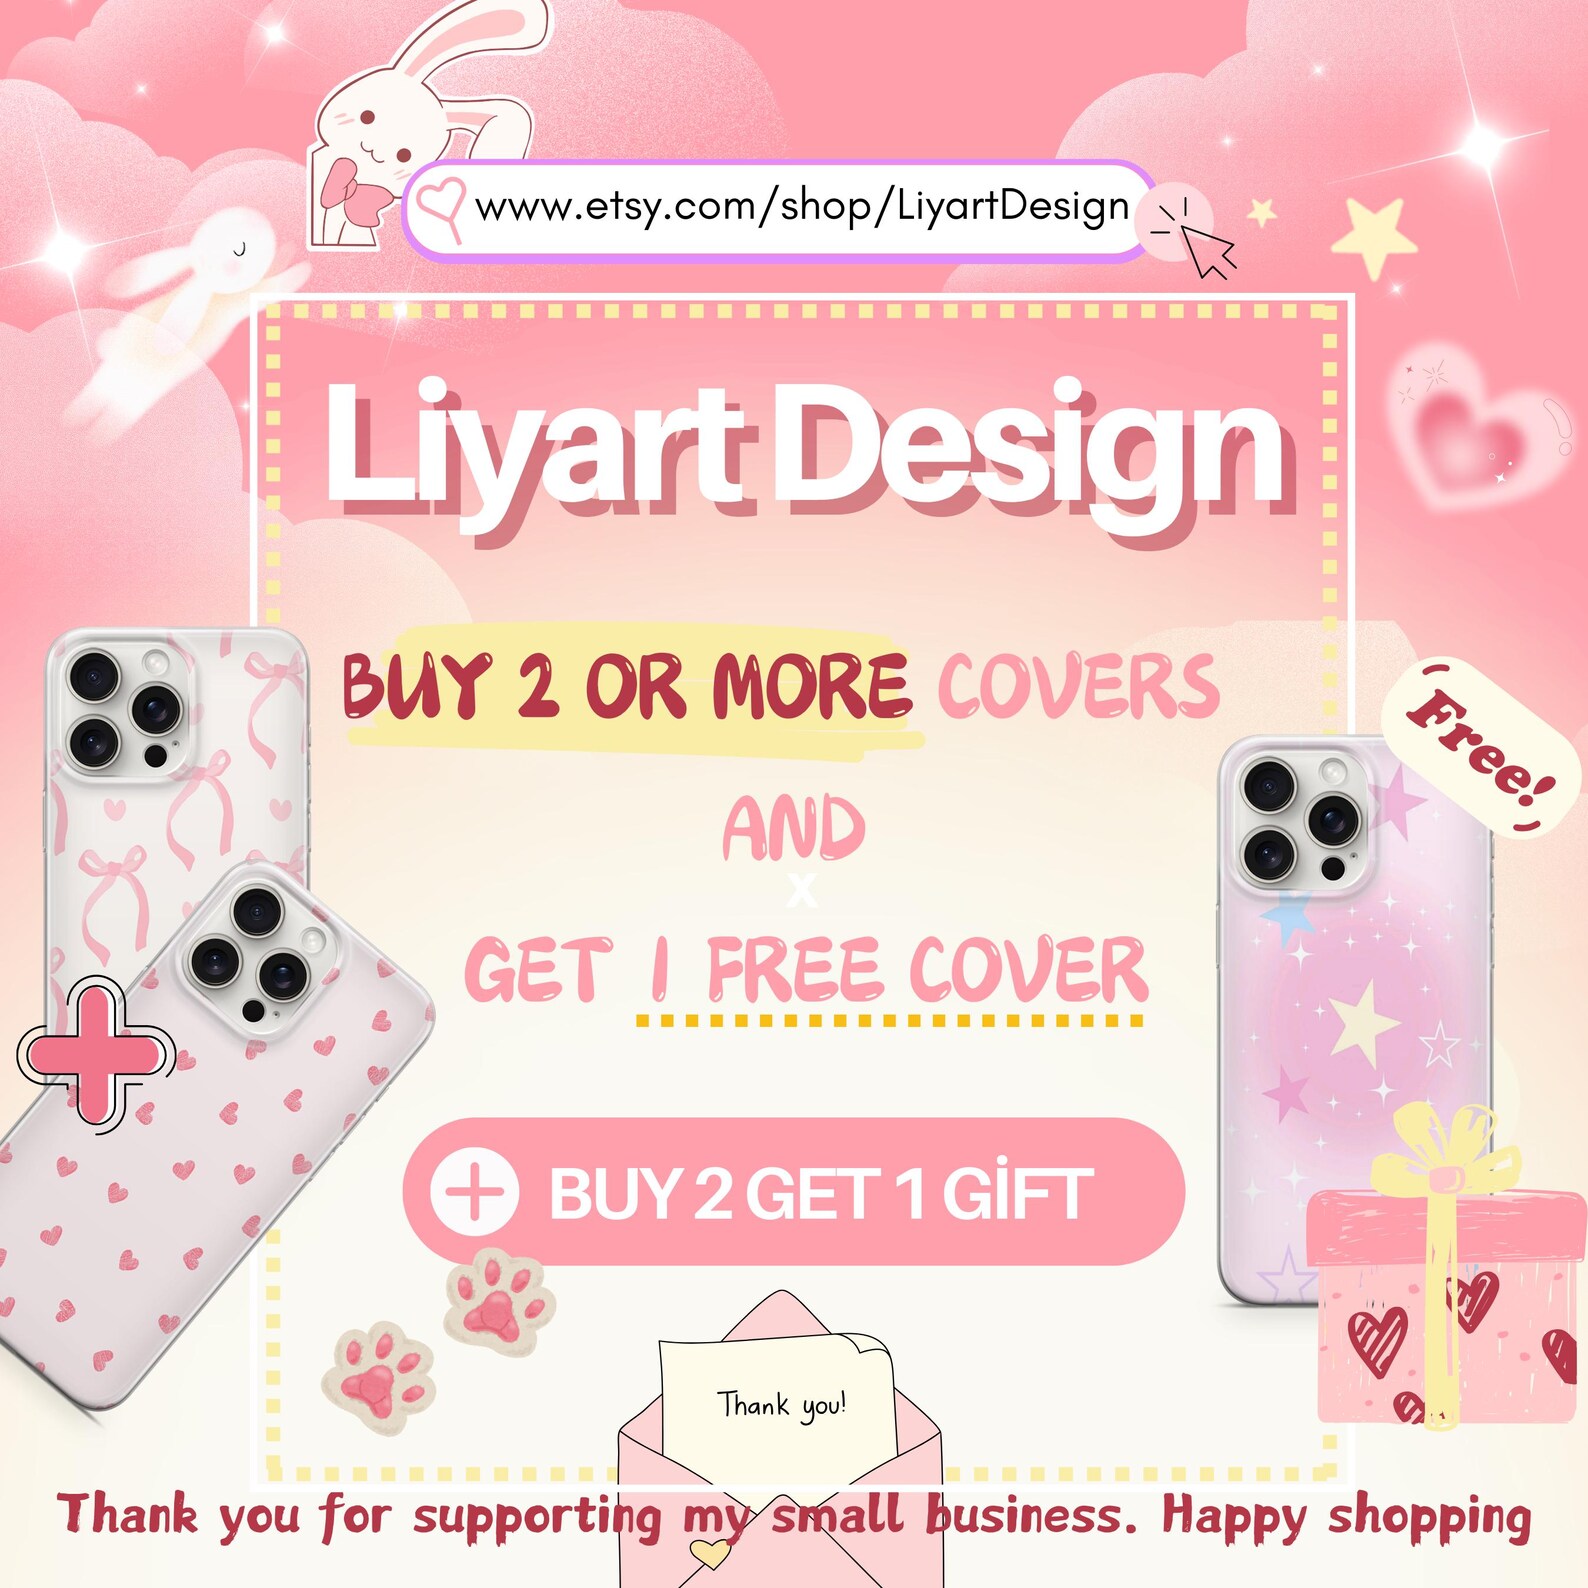 www.etsy.com/shop/LiyartDesign
Liyart Design
BUY 2 OR MORE COVERS
Free!
AND
x
GET 1 FREE COVER
BUY 2 GET 1 GİFT
Thank you!
Thank you for supporting my small business. Happy shopping